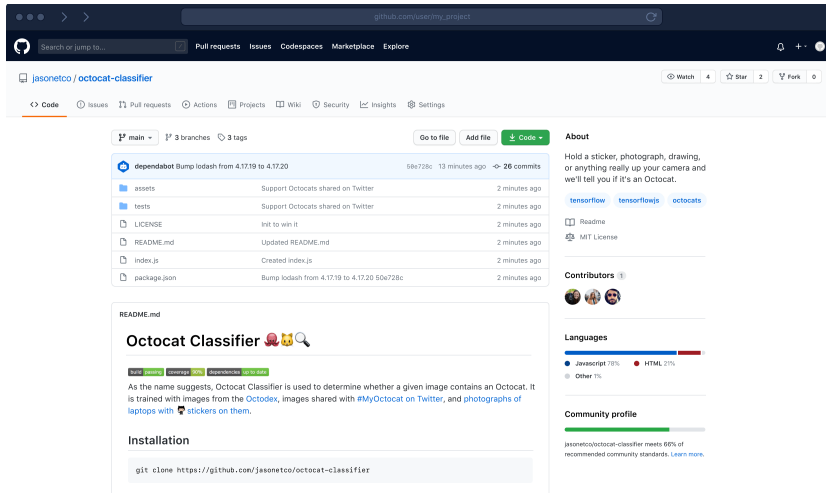 github.com/user/my_project
Search or jump to...
/
Pull requests Issues Codespaces Marketplace Explore
jasonetco / octocat-classifier
Watch 4 Star 2 Fork 0
Code Issues Pull requests Actions Projects Wiki Security Insights Settings
main 3 branches 3 tags Go to file Add file Code
dependabot Bump lodash from 4.17.19 to 4.17.20 50e728c 13 minutes ago 26 commits
assets Support Octocats shared on Twitter 2 minutes ago
tests Support Octocats shared on Twitter 2 minutes ago
LICENSE Init to win it 2 minutes ago
README.md Updated README.md 2 minutes ago
index.js Created index.js 2 minutes ago
package.json Bump lodash from 4.17.19 to 4.17.20 50e728c 2 minutes ago
README.md
Octocat Classifier
build passing coverage 90% dependencies up to date
As the name suggests, Octocat Classifier is used to determine whether a given image contains an Octocat. It
is trained with images from the Octodex, images shared with #MyOctocat on Twitter, and photographs of
laptops with stickers on them.
Installation
git clone https://github.com/jasonetco/octocat-classifier
About
Hold a sticker, photograph, drawing,
or anything really up your camera and
we'll tell you if it's an Octocat.
tensorflow tensorflowjs octocats
Readme
MIT License
Contributors 1
Languages
Javascript 78% HTML 21%
Other 1%
Community profile
jasonetco/octocat-classifier meets 66% of
recommended community standards. Learn more.